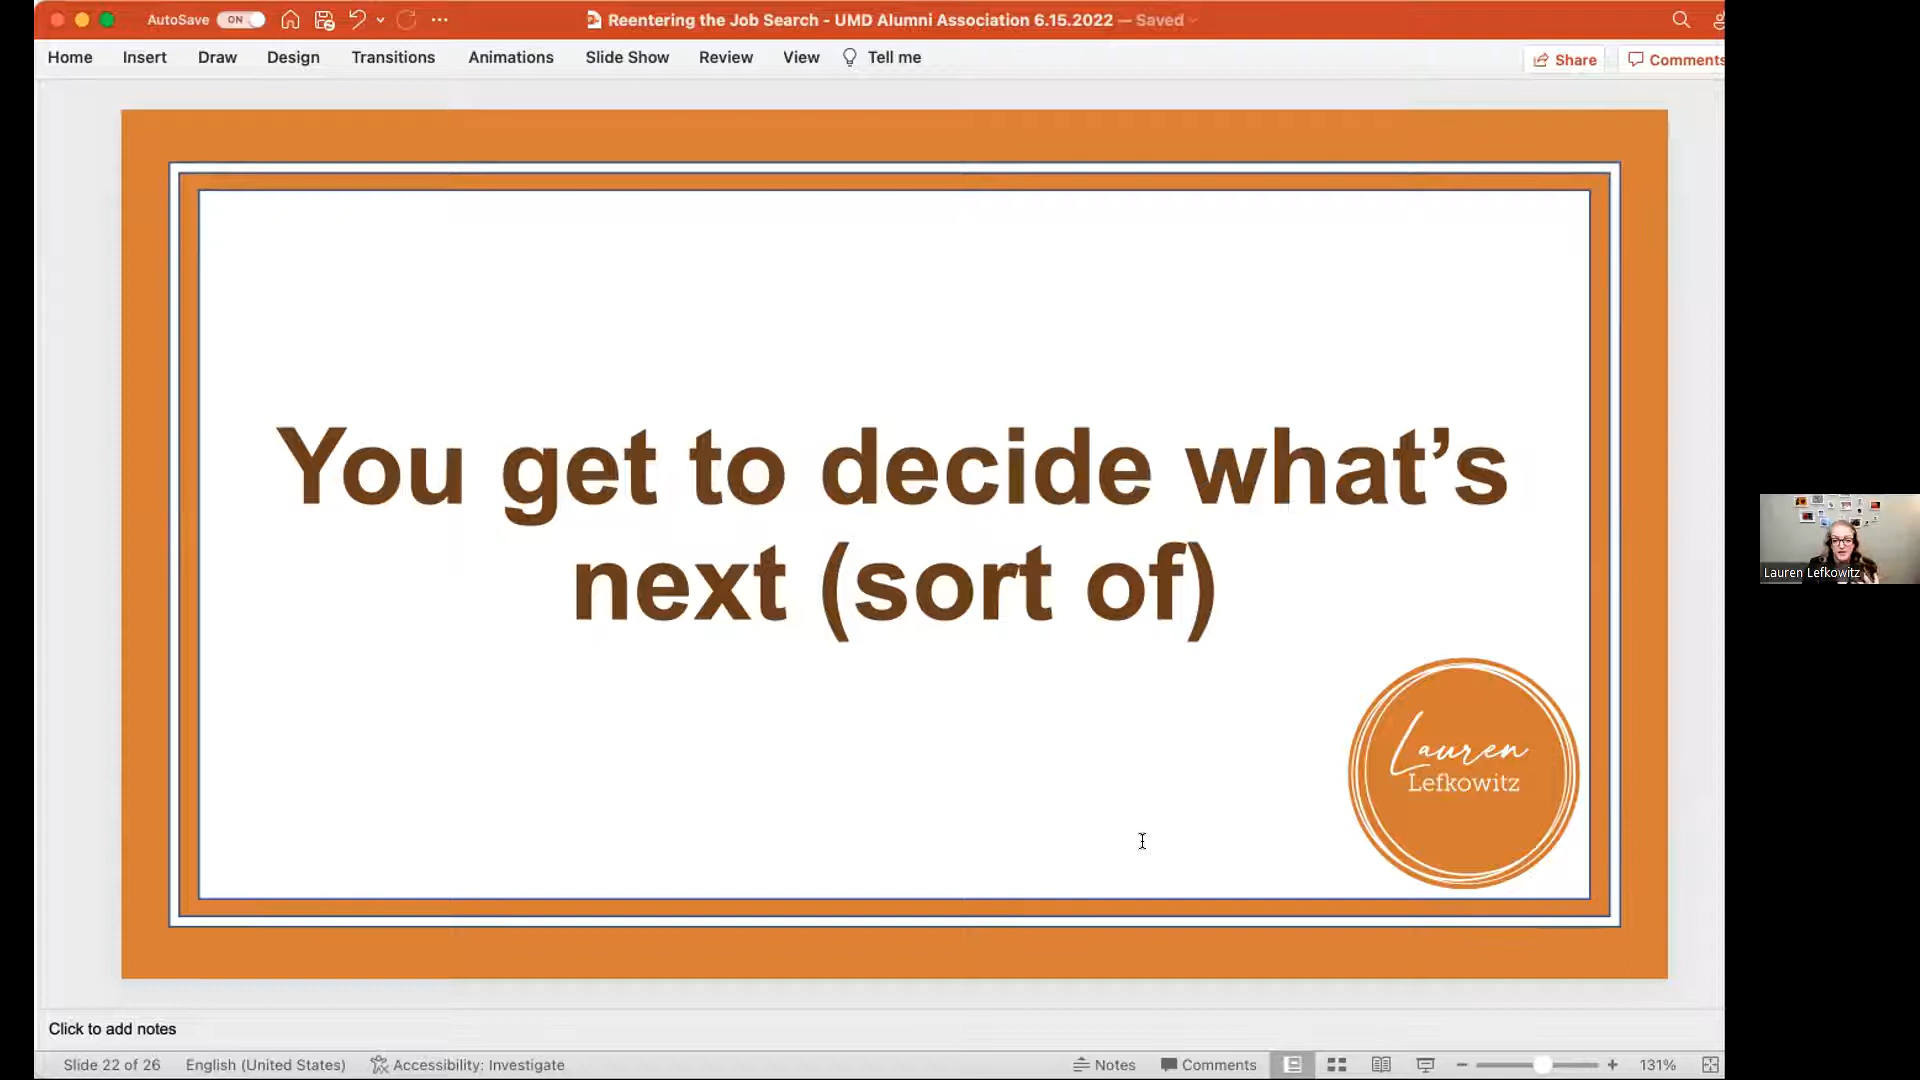 AutoSave ON Reentering the Job Search - UMD Alumni Association 6.15.2022 — Saved
Home Insert Draw Design Transitions Animations Slide Show Review View Tell me Share Comments
You get to decide what’s
next (sort of)
Lauren
Lefkowitz
Lauren Lefkowitz
Click to add notes
Slide 22 of 26 English (United States) Accessibility: Investigate Notes Comments 131%